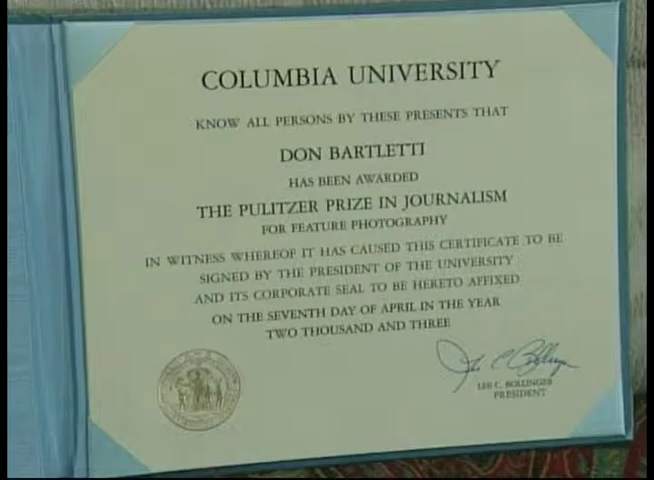 COLUMBIA UNIVERSITY
KNOW ALL PERSONS BY THESE PRESENTS THAT
DON BARTLETTI
HAS BEEN AWARDED
THE PULITZER PRIZE IN JOURNALISM
FOR FEATURE PHOTOGRAPHY
IN WITNESS WHEREOF IT HAS CAUSED THIS CERTIFICATE TO BE
SIGNED BY THE PRESIDENT OF THE UNIVERSITY
AND ITS CORPORATE SEAL TO BE HERETO AFFIXED
ON THE SEVENTH DAY OF APRIL IN THE YEAR
TWO THOUSAND AND THREE
Lee C. Bollinger
LEE C. BOLLINGER
PRESIDENT